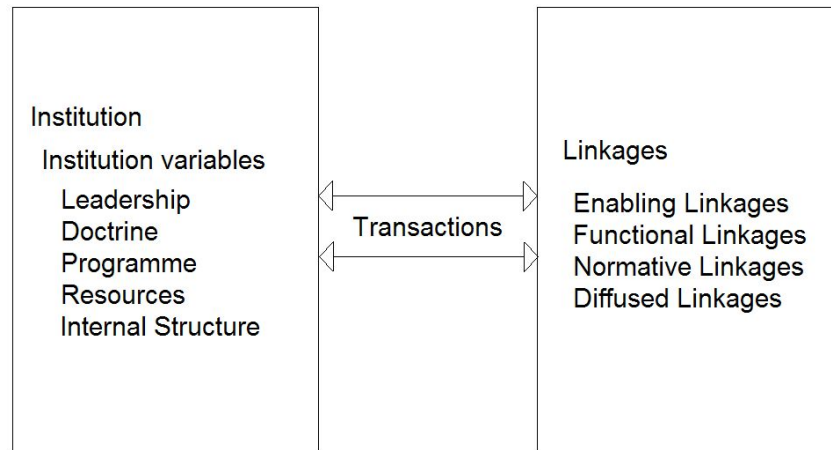 Institution
Institution variables
Leadership
Doctrine
Programme
Resources
Internal Structure
Transactions
Linkages
Enabling Linkages
Functional Linkages
Normative Linkages
Diffused Linkages